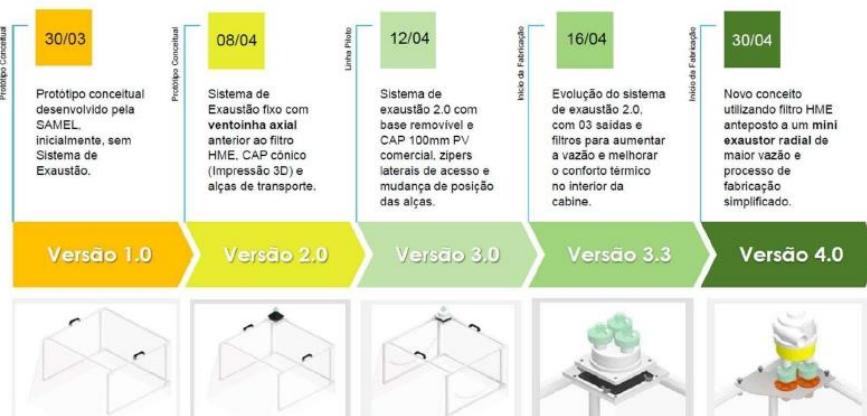 Protótipo Conceitual
30/03
Protótipo conceitual
desenvolvido pela
SAMEL,
inicialmente, sem
Sistema de
Exaustão.
Protótipo Conceitual
08/04
Sistema de
Exaustão fixo com
ventoinha axial
anterior ao filtro
HME, CAP cônico
(Impressão 3D) e
alças de transporte.
Linha Piloto
12/04
Sistema de
exaustão 2.0 com
base removível e
CAP 100mm PV
comercial, zipers
laterais de acesso e
mudança de posição
das alças.
Início da Fabricação
16/04
Evolução do sistema
de exaustão 2.0,
com 03 saídas e
filtros para aumentar
a vazão e melhorar
o conforto térmico
no interior da
cabine.
Início da Fabricação
30/04
Novo conceito
utilizando filtro HME
anteposto a um mini
exaustor radial de
maior vazão e
processo de
fabricação
simplificado.
Versão 1.0
Versão 2.0
Versão 3.0
Versão 3.3
Versão 4.0